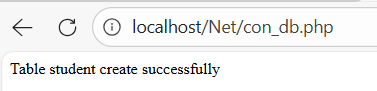 localhost/Net/con_db.php
Table student create successfully